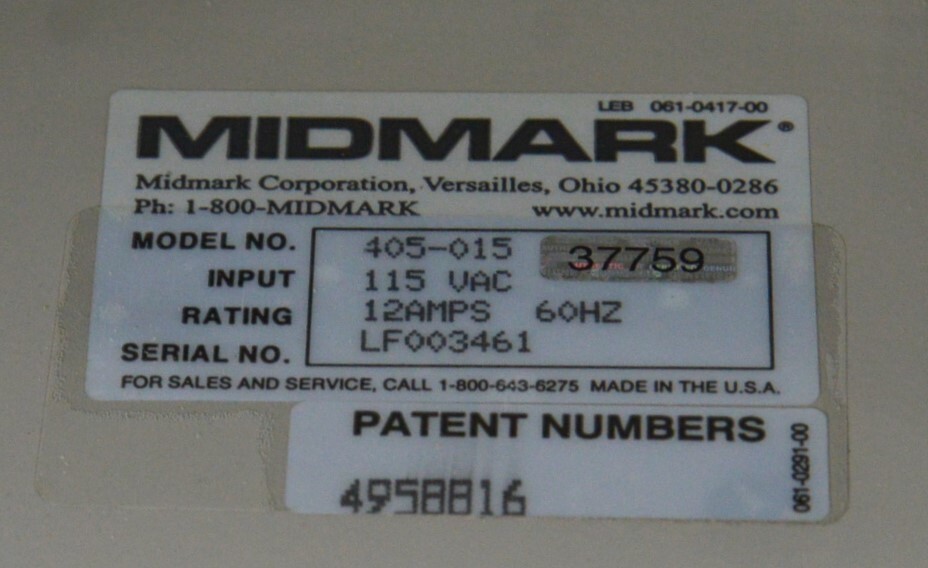 LEB 061-0417-00
MIDMARK®
Midmark Corporation, Versailles, Ohio 45380-0286
Ph: 1-800-MIDMARK www.midmark.com
MODEL NO. 405-015 37759
INPUT 115 VAC
RATING 12AMPS 60HZ
SERIAL NO. LF003461
FOR SALES AND SERVICE, CALL 1-800-643-6275 MADE IN THE U.S.A.
PATENT NUMBERS
4958816
061-0291-00